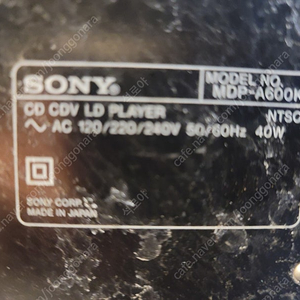 SONY.
MODEL NO.
MDP-A600K
CD CDV LD PLAYER
NTSC
~ AC 120/220/240V 50/60Hz 40W
SONY CORP.
MADE IN JAPAN